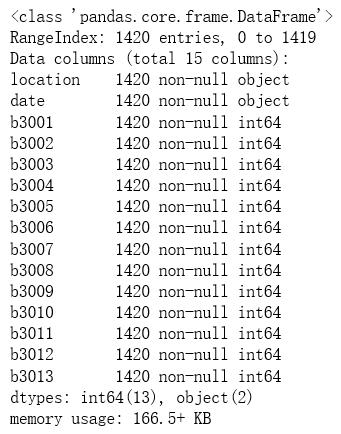 <class 'pandas.core.frame.DataFrame'>
RangeIndex: 1420 entries, 0 to 1419
Data columns (total 15 columns):
location    1420 non-null object
date        1420 non-null object
b3001       1420 non-null int64
b3002       1420 non-null int64
b3003       1420 non-null int64
b3004       1420 non-null int64
b3005       1420 non-null int64
b3006       1420 non-null int64
b3007       1420 non-null int64
b3008       1420 non-null int64
b3009       1420 non-null int64
b3010       1420 non-null int64
b3011       1420 non-null int64
b3012       1420 non-null int64
b3013       1420 non-null int64
dtypes: int64(13), object(2)
memory usage: 166.5+ KB